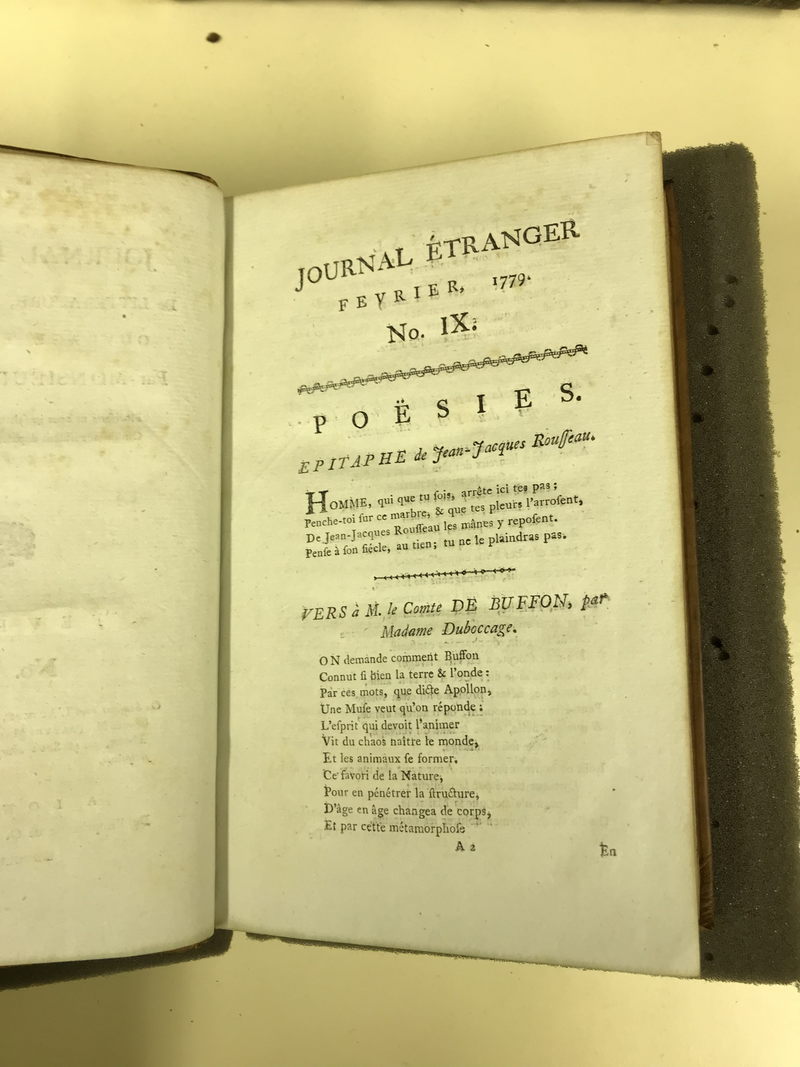 JOURNAL ÉTRANGER
FEVRIER, 1779.
No. IX.
POËSIES.
EPITAPHE de Jean-Jacques Rouſſeau.
HOMME, qui que tu ſois, arrête ici tes pas;
Penche-toi ſur ce marbre, & que tes pleurs l'arroſent,
De Jean-Jacques Rouſſeau les mânes y repoſent.
Penſe à ſon ſiécle, au tien; tu ne le plaindras pas.
VERS à M. le Comte DE BUFFON, par
Madame Duboccage.
ON demande comment Buffon
Connut ſi bien la terre & l'onde:
Par ces mots, que dicte Apollon,
Une Muſe veut qu'on réponde;
L'eſprit qui devoit l'animer
Vit du chaos naître le monde,
Et les animaux ſe former.
Ce favori de la Nature,
Pour en pénétrer la ſtructure,
D'âge en âge changea de corps,
Et par cette métamorphoſe
A 2
En